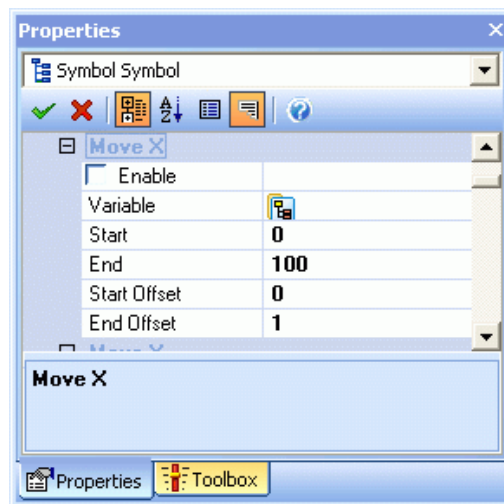 Properties
Symbol Symbol
Move X
Enable
Variable
Start 0
End 100
Start Offset 0
End Offset 1
Move X
Properties Toolbox